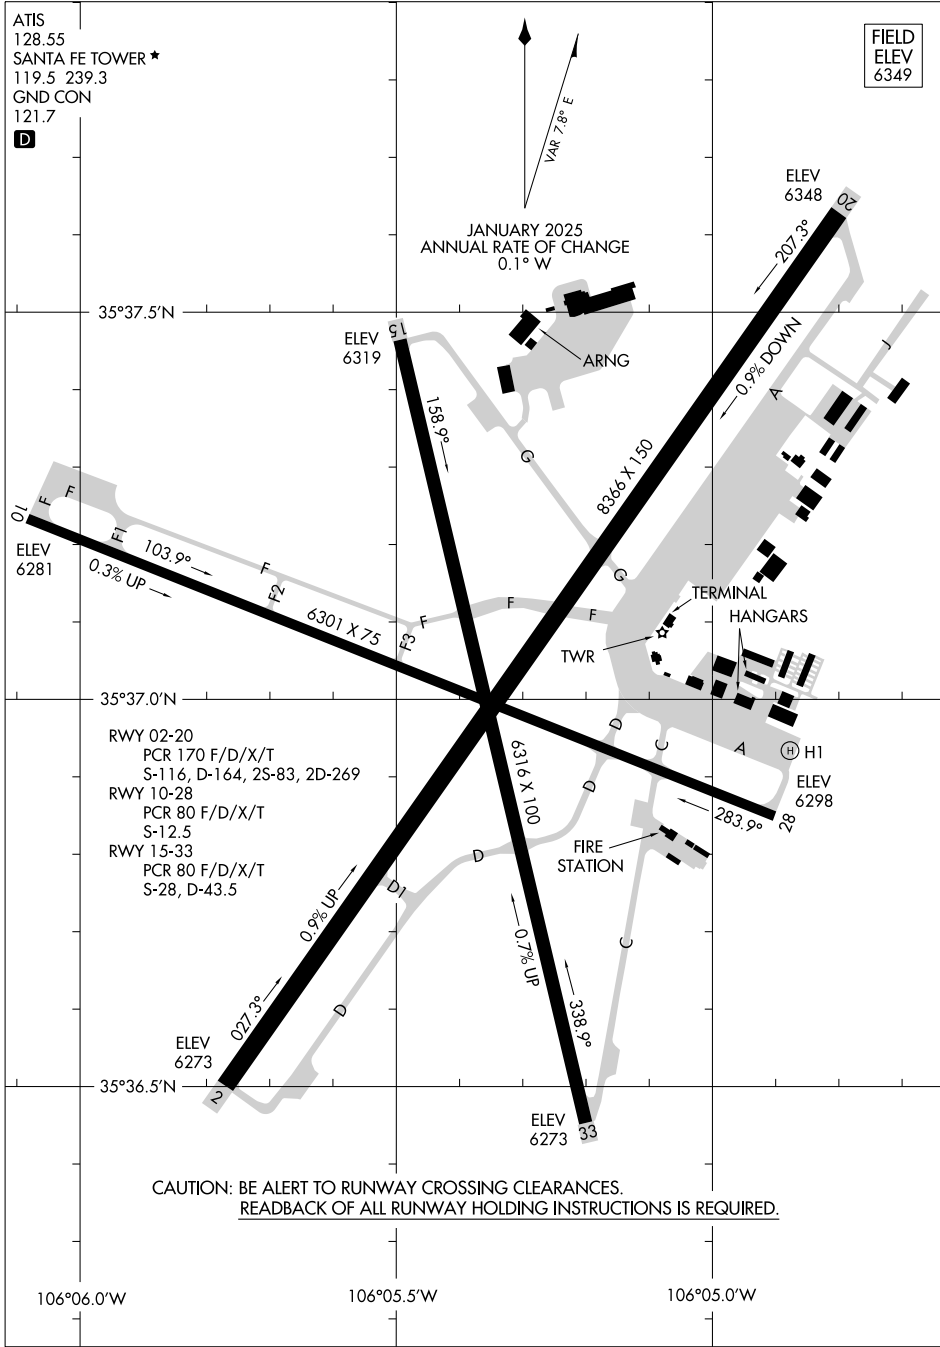 ATIS
128.55
SANTA FE TOWER ★
119.5 239.3
GND CON
121.7
D
FIELD
ELEV
6349
VAR 7.8° E
JANUARY 2025
ANNUAL RATE OF CHANGE
0.1° W
ELEV
6348
20
207.3°
0.9% DOWN
35°37.5'N
ELEV
6319
15
ARNG
J
A
158.9°
G
8366 X 150
F
F
10
ELEV
6281
F1
103.9°
0.3% UP
F
F2
G
6301 X 75
F3
F
F
F
TERMINAL
HANGARS
TWR
35°37.0'N
RWY 02-20
PCR 170 F/D/X/T
S-116, D-164, 2S-83, 2D-269
RWY 10-28
PCR 80 F/D/X/T
S-12.5
RWY 15-33
PCR 80 F/D/X/T
S-28, D-43.5
6316 X 100
D
C
A
H H1
ELEV
6298
D
283.9°
28
FIRE
STATION
D
D1
0.9% UP
0.7% UP
C
027.3°
D
338.9°
ELEV
6273
2
35°36.5'N
ELEV
6273
33
CAUTION: BE ALERT TO RUNWAY CROSSING CLEARANCES.
READBACK OF ALL RUNWAY HOLDING INSTRUCTIONS IS REQUIRED.
106°06.0'W
106°05.5'W
106°05.0'W